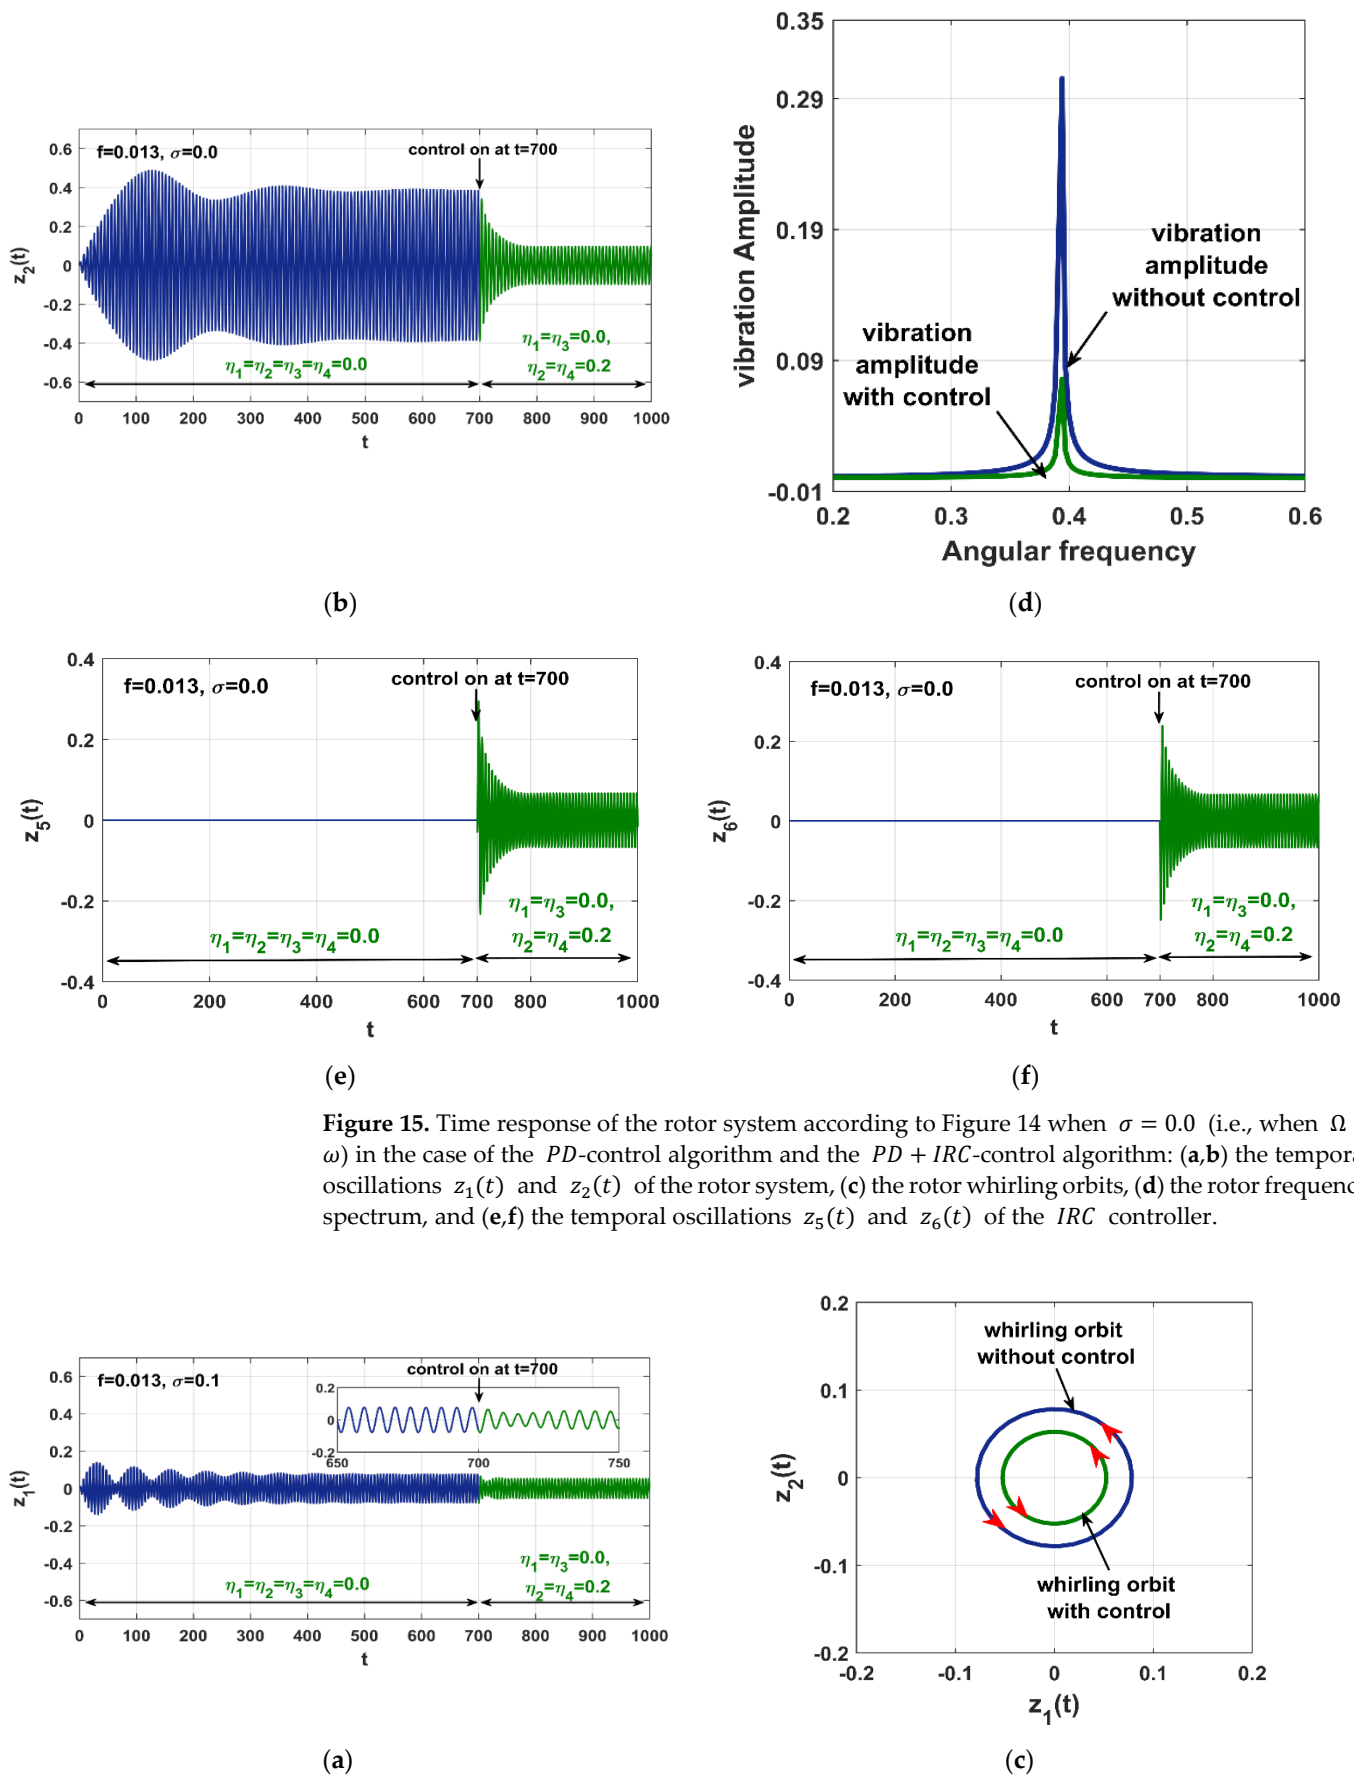 f=0.013, σ=0.0
control on at t=700
z2(t)
0.6
0.4
0.2
0
-0.2
-0.4
-0.6
η1=η2=η3=η4=0.0
η1=η3=0.0,
η2=η4=0.2
0 100 200 300 400 500 600 700 800 900 1000
t
(b)
vibration Amplitude
0.35
0.29
0.19
0.09
-0.01
vibration
amplitude
without control
vibration
amplitude
with control
0.2 0.3 0.4 0.5 0.6
Angular frequency
(d)
f=0.013, σ=0.0
control on at t=700
z5(t)
0.4
0.2
0
-0.2
-0.4
η1=η2=η3=η4=0.0
η1=η3=0.0,
η2=η4=0.2
0 200 400 600 700 800 1000
t
(e)
f=0.013, σ=0.0
control on at t=700
z6(t)
0.4
0.2
0
-0.2
-0.4
η1=η2=η3=η4=0.0
η1=η3=0.0,
η2=η4=0.2
0 200 400 600 700 800 1000
t
(f)
Figure 15. Time response of the rotor system according to Figure 14 when σ = 0.0 (i.e., when Ω
ω) in the case of the PD-control algorithm and the PD + IRC-control algorithm: (a,b) the tempora
oscillations z1(t) and z2(t) of the rotor system, (c) the rotor whirling orbits, (d) the rotor frequenc
spectrum, and (e,f) the temporal oscillations z5(t) and z6(t) of the IRC controller.
f=0.013, σ=0.1
control on at t=700
0.2
0
-0.2
650 700 750
z1(t)
0.6
0.4
0.2
0
-0.2
-0.4
-0.6
η1=η2=η3=η4=0.0
η1=η3=0.0,
η2=η4=0.2
0 100 200 300 400 500 600 700 800 900 1000
t
(a)
z2(t)
0.2
0.1
0
-0.1
-0.2
whirling orbit
without control
whirling orbit
with control
-0.2 -0.1 0 0.1 0.2
z1(t)
(c)